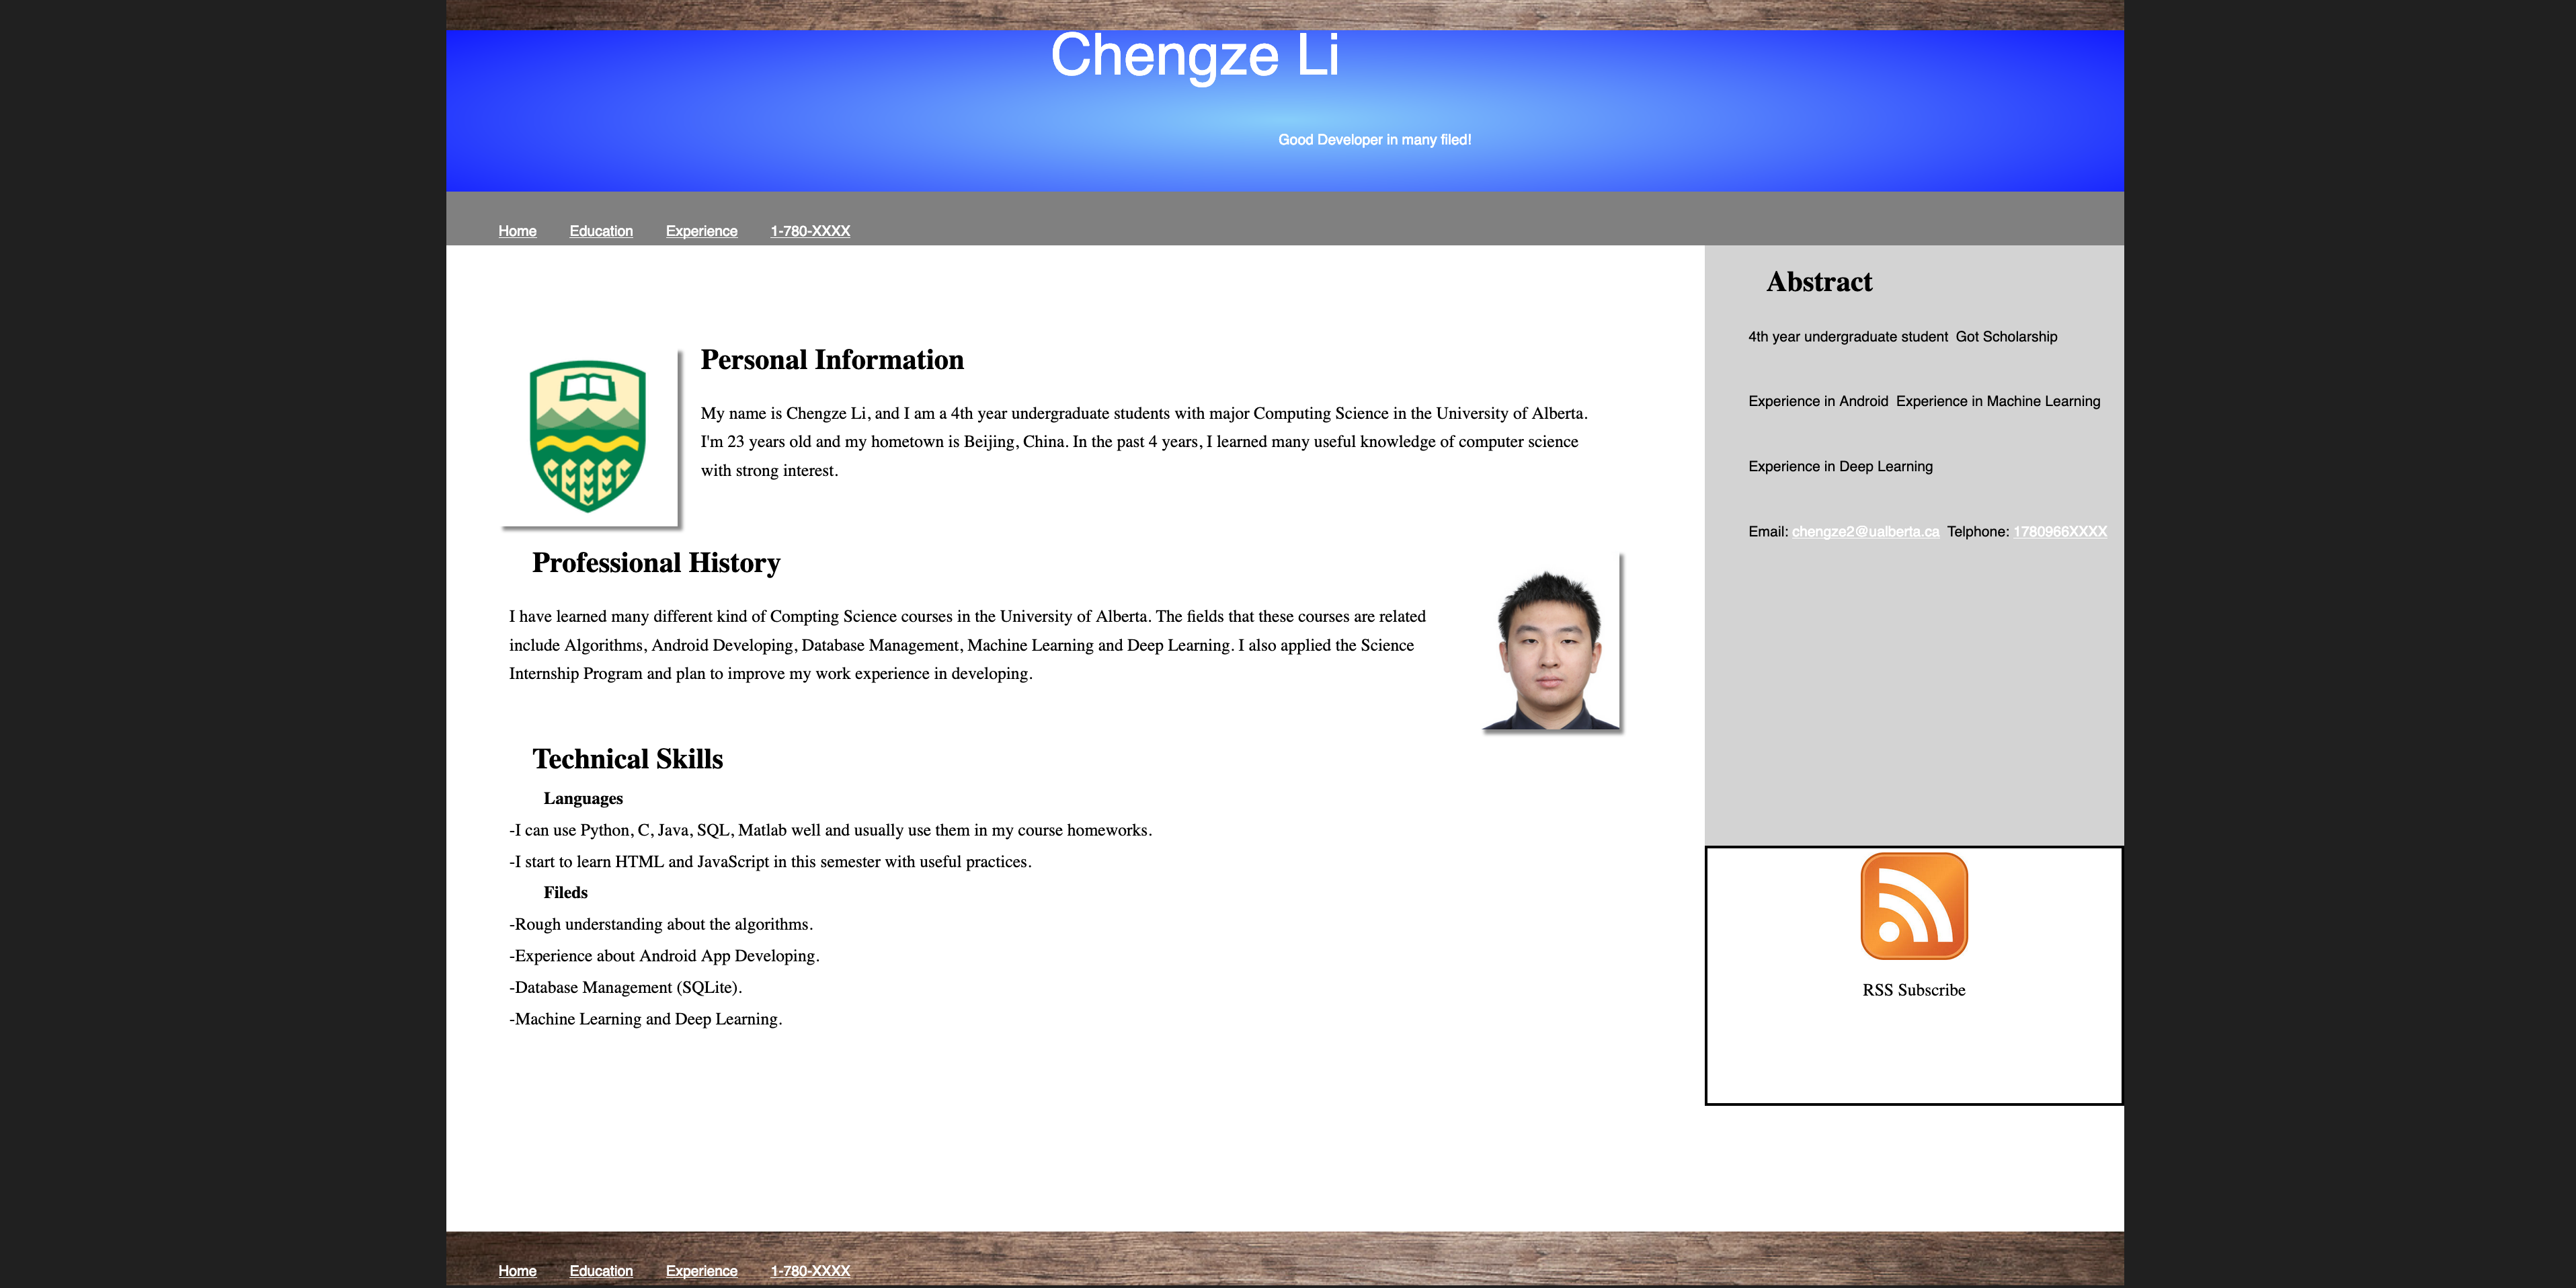 Chengze Li
Good Developer in many filed!
Home Education Experience 1-780-XXXX
Personal Information
My name is Chengze Li, and I am a 4th year undergraduate students with major Computing Science in the University of Alberta.
I'm 23 years old and my hometown is Beijing, China. In the past 4 years, I learned many useful knowledge of computer science
with strong interest.
Professional History
I have learned many different kind of Compting Science courses in the University of Alberta. The fields that these courses are related
include Algorithms, Android Developing, Database Management, Machine Learning and Deep Learning. I also applied the Science
Internship Program and plan to improve my work experience in developing.
Technical Skills
Languages
-I can use Python, C, Java, SQL, Matlab well and usually use them in my course homeworks.
-I start to learn HTML and JavaScript in this semester with useful practices.
Fileds
-Rough understanding about the algorithms.
-Experience about Android App Developing.
-Database Management (SQLite).
-Machine Learning and Deep Learning.
Abstract
4th year undergraduate student Got Scholarship
Experience in Android Experience in Machine Learning
Experience in Deep Learning
Email: chengze2@ualberta.ca Telphone: 1780966XXXX
RSS Subscribe
Home Education Experience 1-780-XXXX